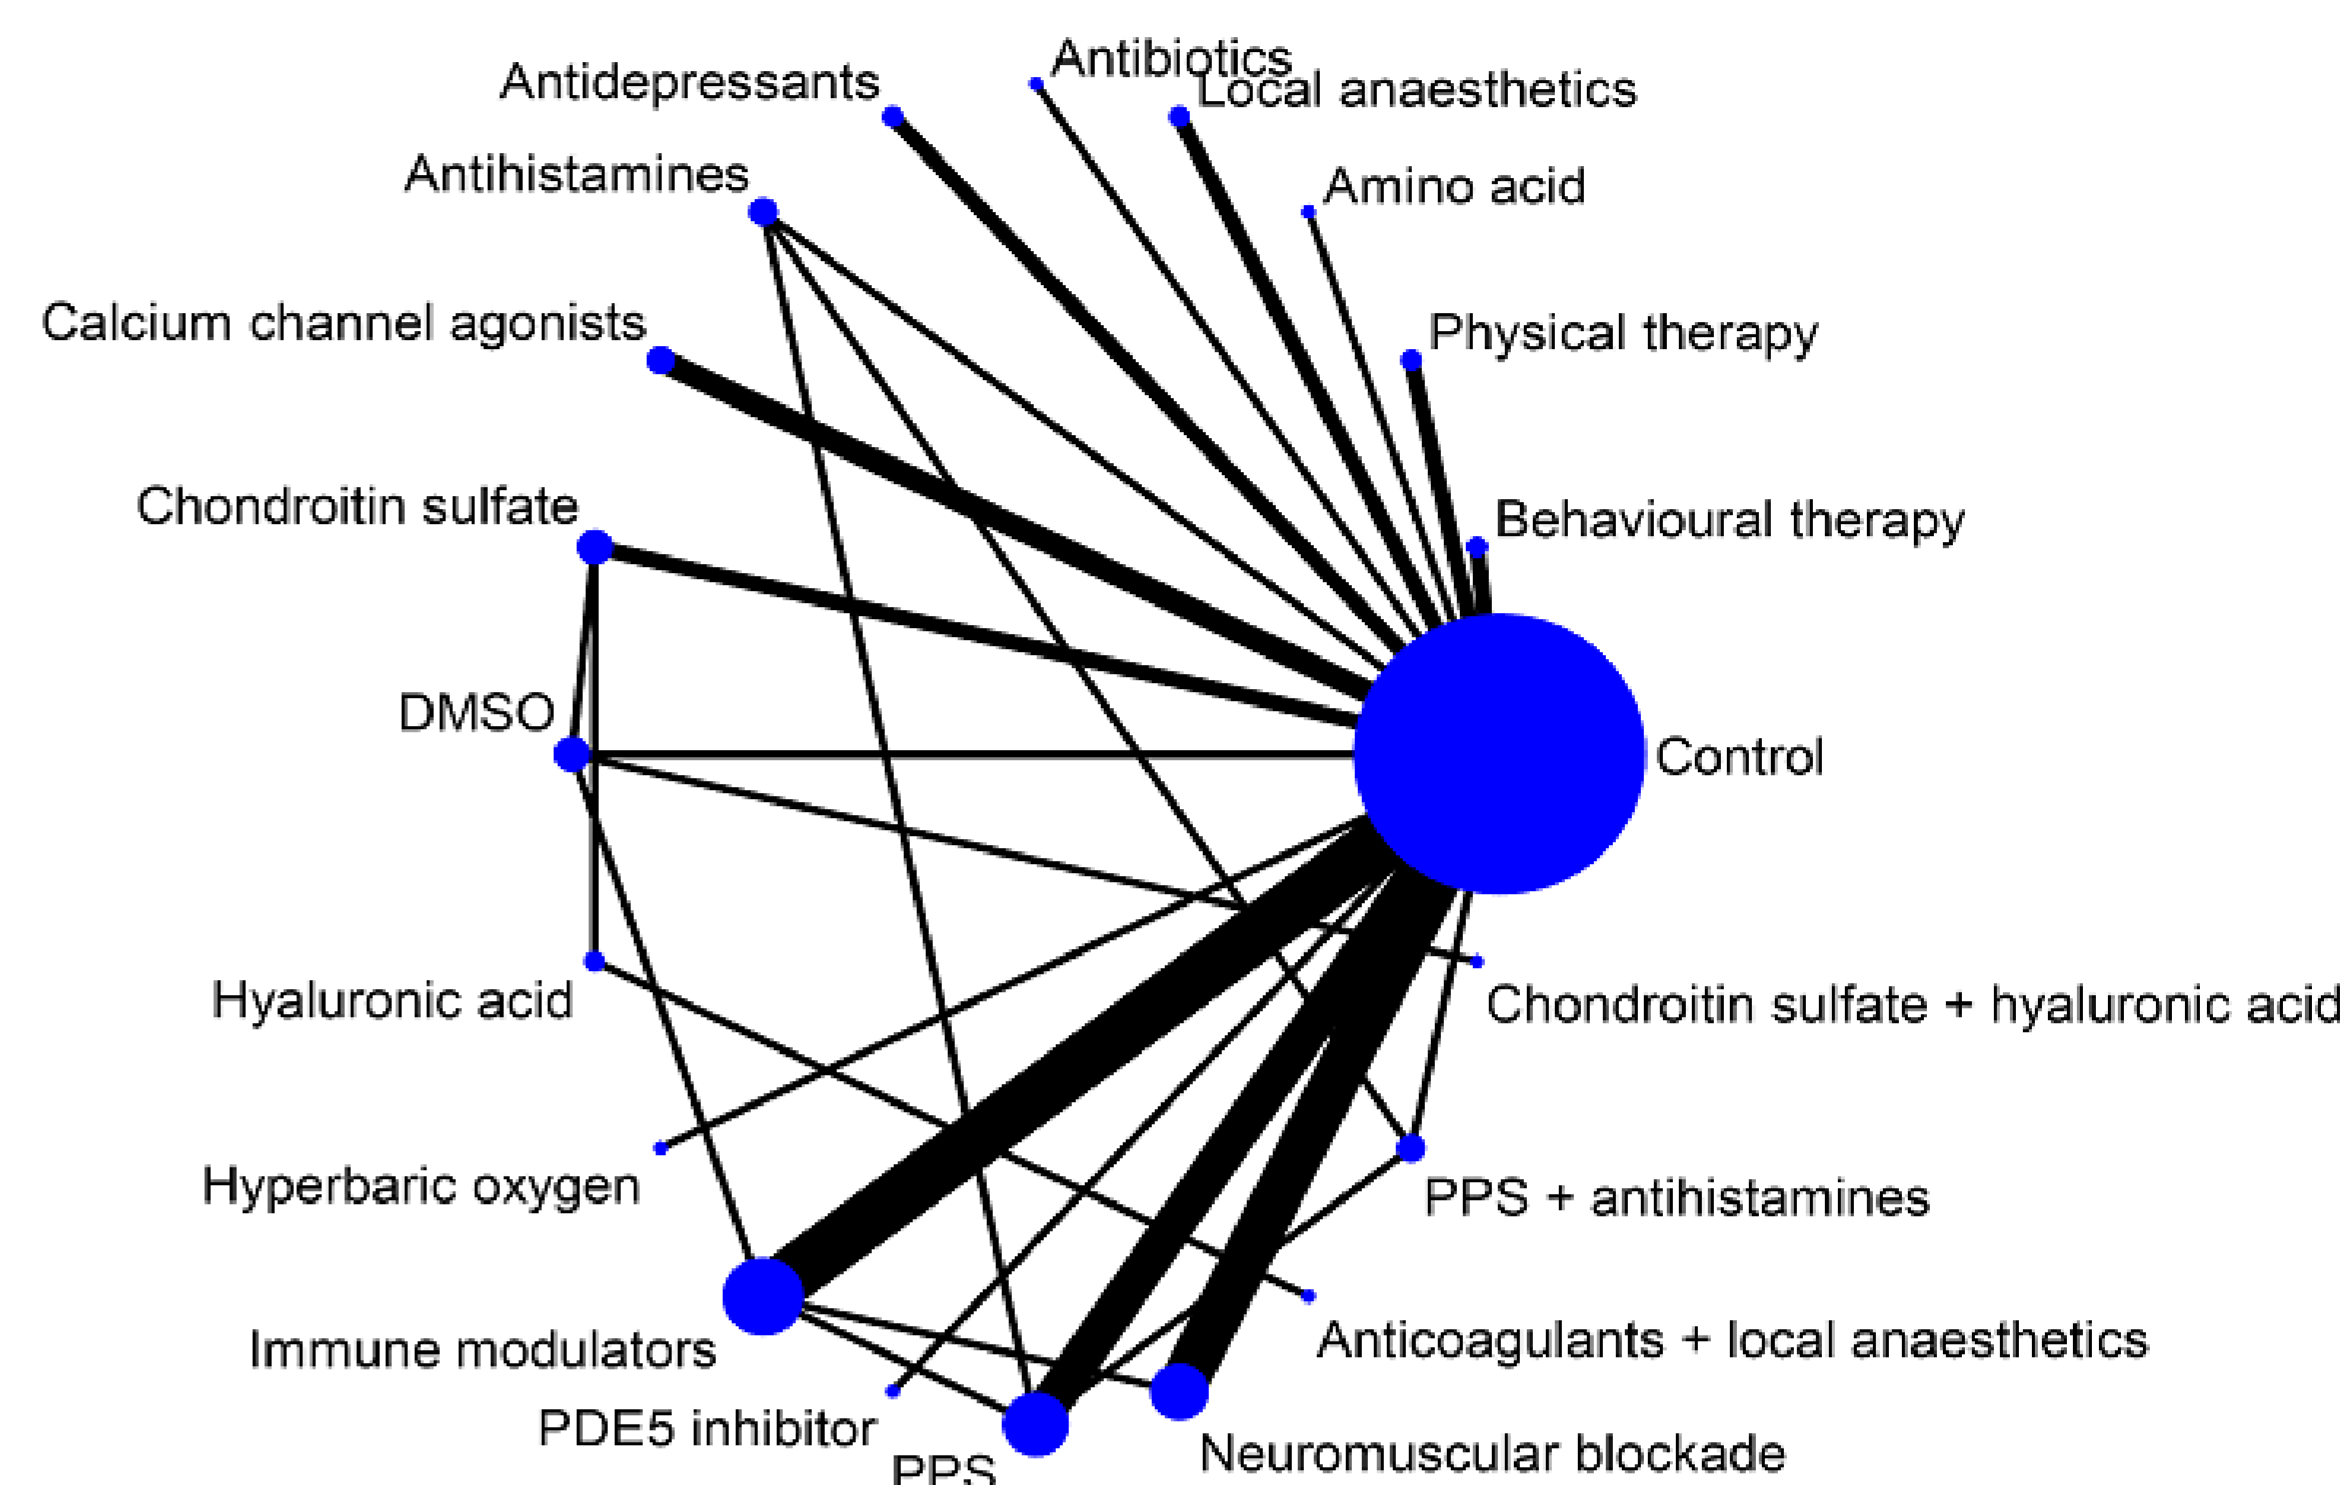 Antibiotics
Antidepressants
Local anaesthetics
Antihistamines
Amino acid
Calcium channel agonists
Physical therapy
Chondroitin sulfate
Behavioural therapy
DMSO
Control
Hyaluronic acid
Chondroitin sulfate + hyaluronic acid
Hyperbaric oxygen
PPS + antihistamines
Immune modulators
Anticoagulants + local anaesthetics
PDE5 inhibitor
Neuromuscular blockade
PPS